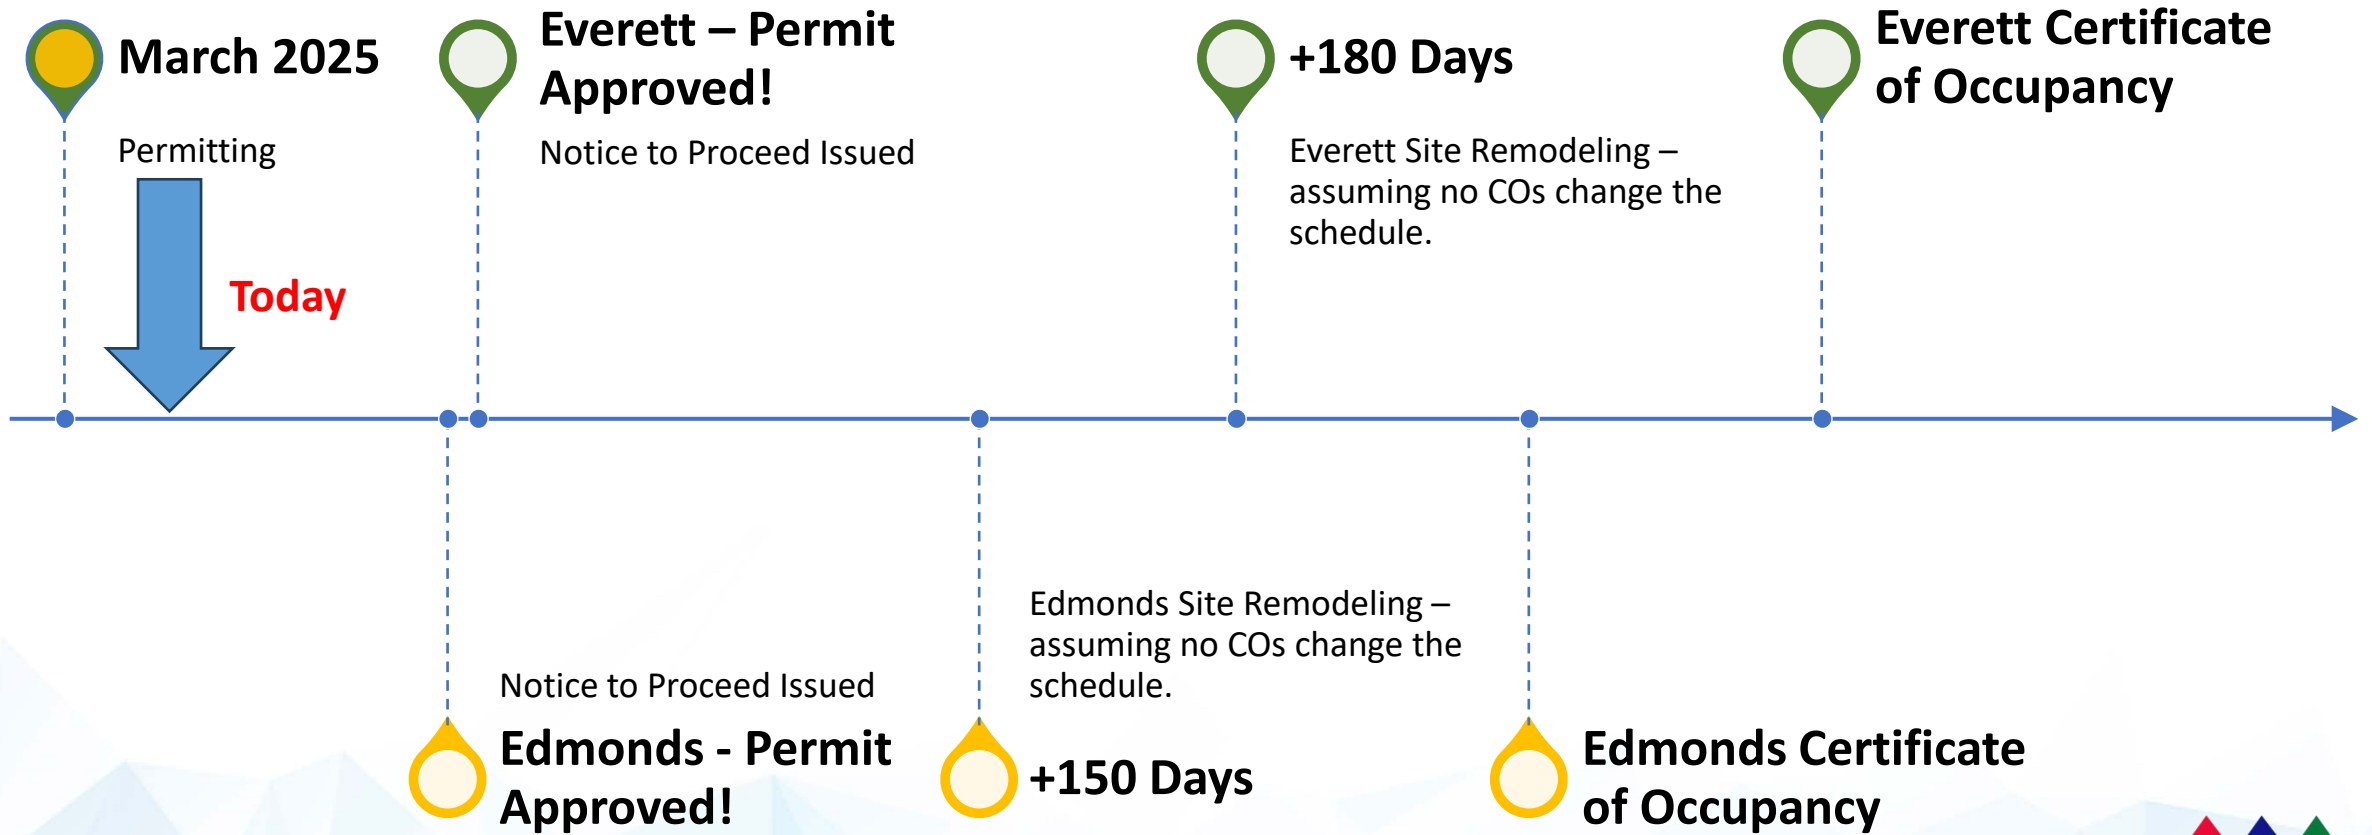 March 2025
Permitting
Today
Everett – Permit
Approved!
Notice to Proceed Issued
+180 Days
Everett Site Remodeling –
assuming no COs change the
schedule.
Everett Certificate
of Occupancy
Notice to Proceed Issued
Edmonds - Permit
Approved!
Edmonds Site Remodeling –
assuming no COs change the
schedule.
+150 Days
Edmonds Certificate
of Occupancy